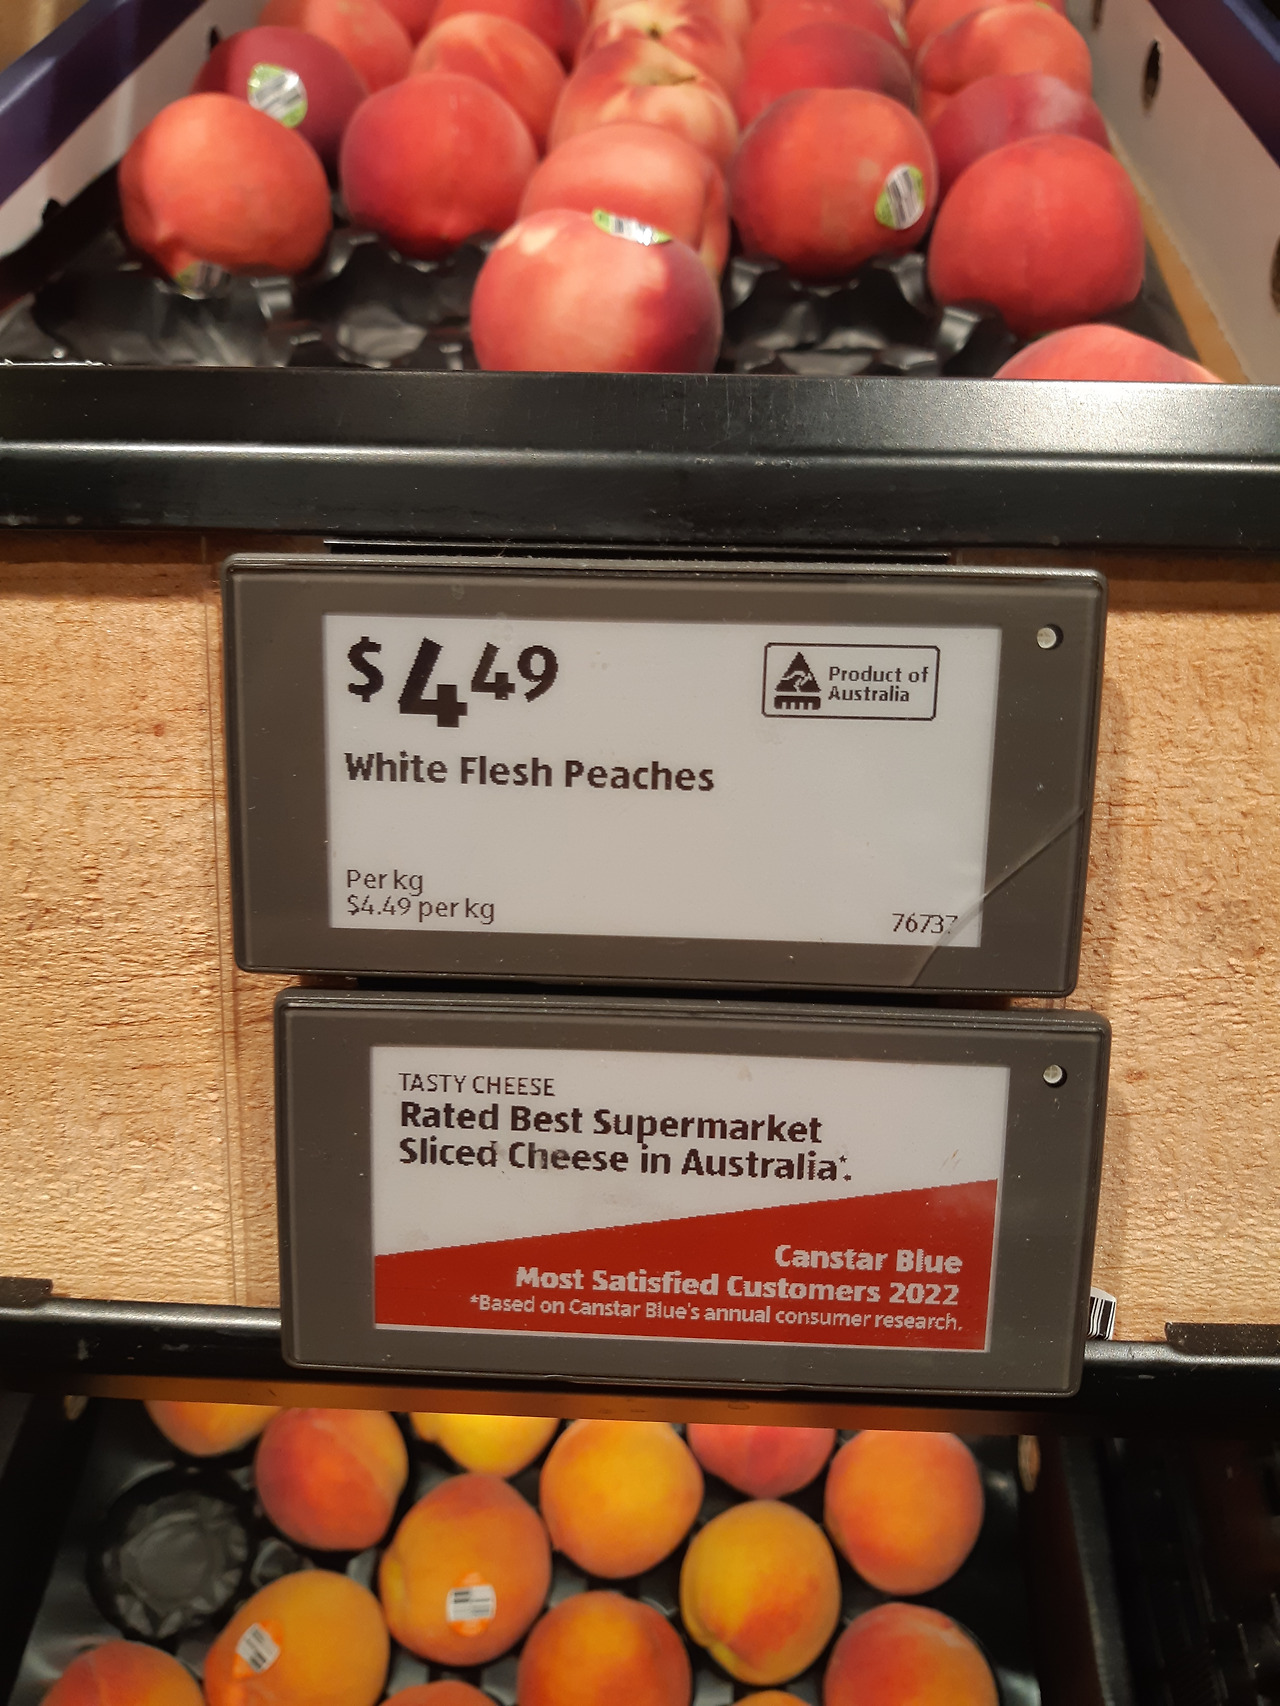 $4.49
Product of
Australia
White Flesh Peaches
Per kg
$4.49 per kg
TASTY CHEESE
Rated Best Supermarket
Sliced Cheese in Australia*.
Canstar Blue
Most Satisfied Customers 2022
*Based on Canstar Blue's annual consumer research.